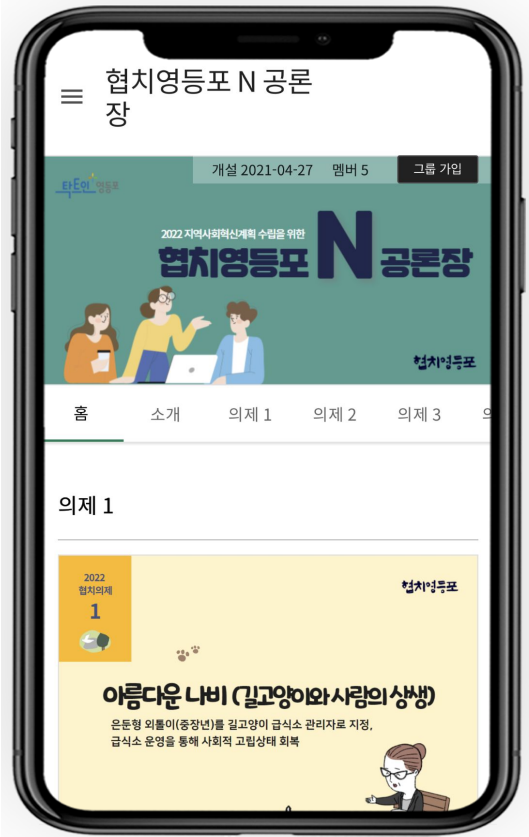 협치영등포 N 공론
장
개설 2021-04-27 멤버 5 그룹 가입
탁트인 영등포
2022 지역사회혁신계획 수립을 위한
협치영등포 N 공론장
협치영등포
홈 소개 의제 1 의제 2 의제 3
의제 1
2022
협치의제
1
협치영등포
아름다운 나비 (길고양이와 사람의 상생)
은둔형 외톨이(중장년)를 길고양이 급식소 관리자로 지정,
급식소 운영을 통해 사회적 고립상태 회복